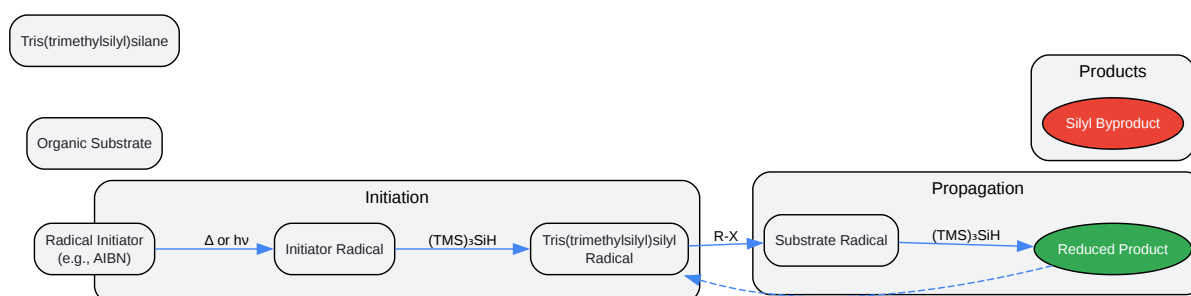 Tris(trimethylsilyl)silane
Products
Silyl Byproduct
Organic Substrate
Initiation
Propagation
Radical Initiator
(e.g., AIBN)
Δ or hν
Initiator Radical
(TMS)₃SiH
Tris(trimethylsilyl)silyl
Radical
R-X
Substrate Radical
(TMS)₃SiH
Reduced Product